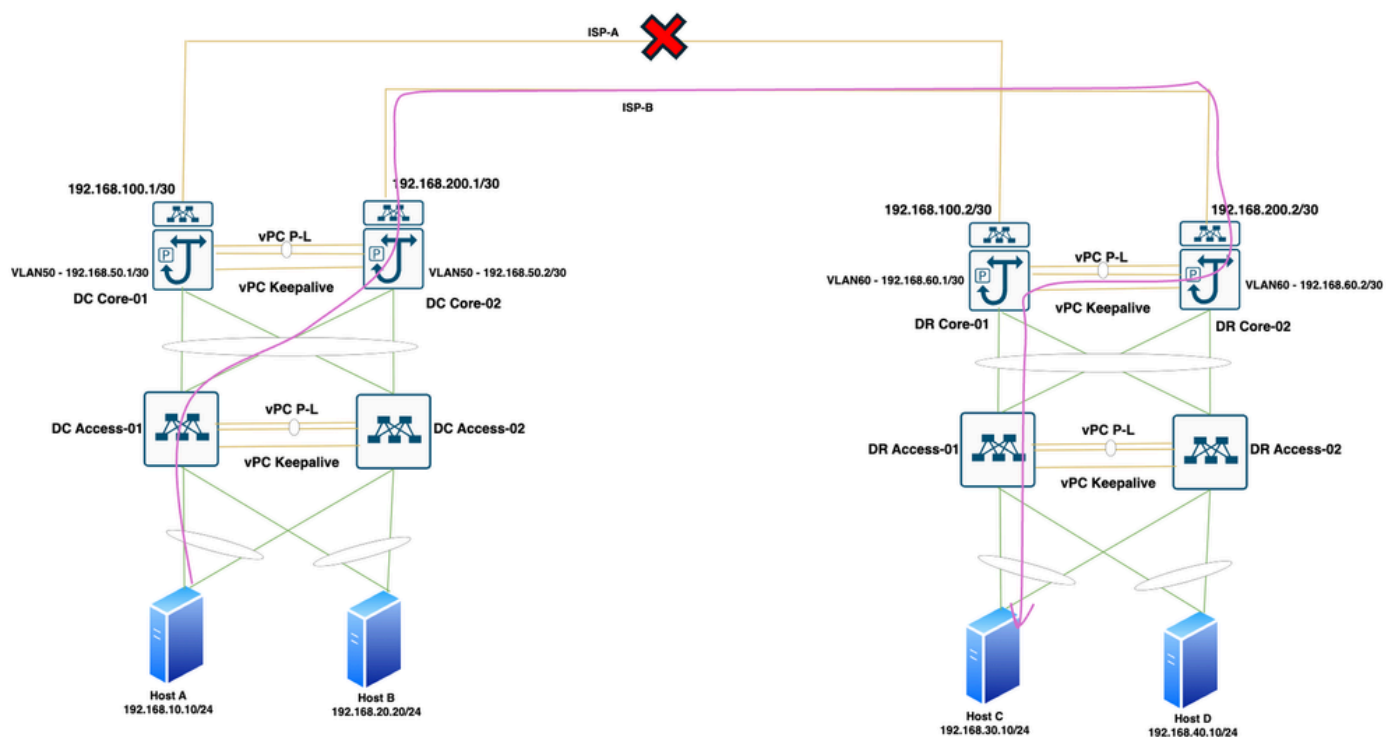 ISP-A
ISP-B
192.168.100.1/30
192.168.200.1/30
192.168.100.2/30
192.168.200.2/30
vPC P-L
P
P
VLAN50 - 192.168.50.1/30
VLAN50 - 192.168.50.2/30
vPC Keepalive
DC Core-01
DC Core-02
vPC P-L
P
P
VLAN60 - 192.168.60.1/30
VLAN60 - 192.168.60.2/30
vPC Keepalive
DR Core-01
DR Core-02
vPC P-L
DC Access-01
DC Access-02
vPC Keepalive
vPC P-L
DR Access-01
DR Access-02
vPC Keepalive
Host A
192.168.10.10/24
Host B
192.168.20.20/24
Host C
192.168.30.10/24
Host D
192.168.40.10/24